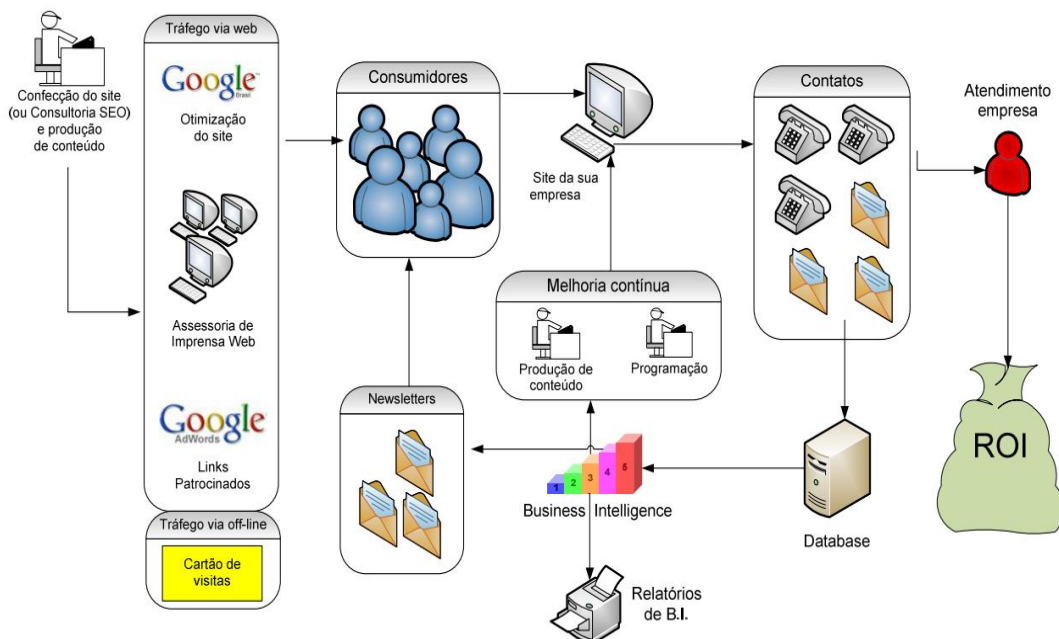 Confecção do site
(ou Consultoria SEO)
e produção
de conteúdo
Tráfego via web
Google
Brasil
Otimização
do site
Assessoria de
Imprensa Web
Google
AdWords
Links
Patrocinados
Tráfego via off-line
Cartão de
visitas
Consumidores
Site da sua
empresa
Contatos
Atendimento
empresa
Melhoria contínua
Produção de
conteúdo
Programação
Newsletters
1 2 3 4 5
Business Intelligence
Database
ROI
Relatórios
de B.I.